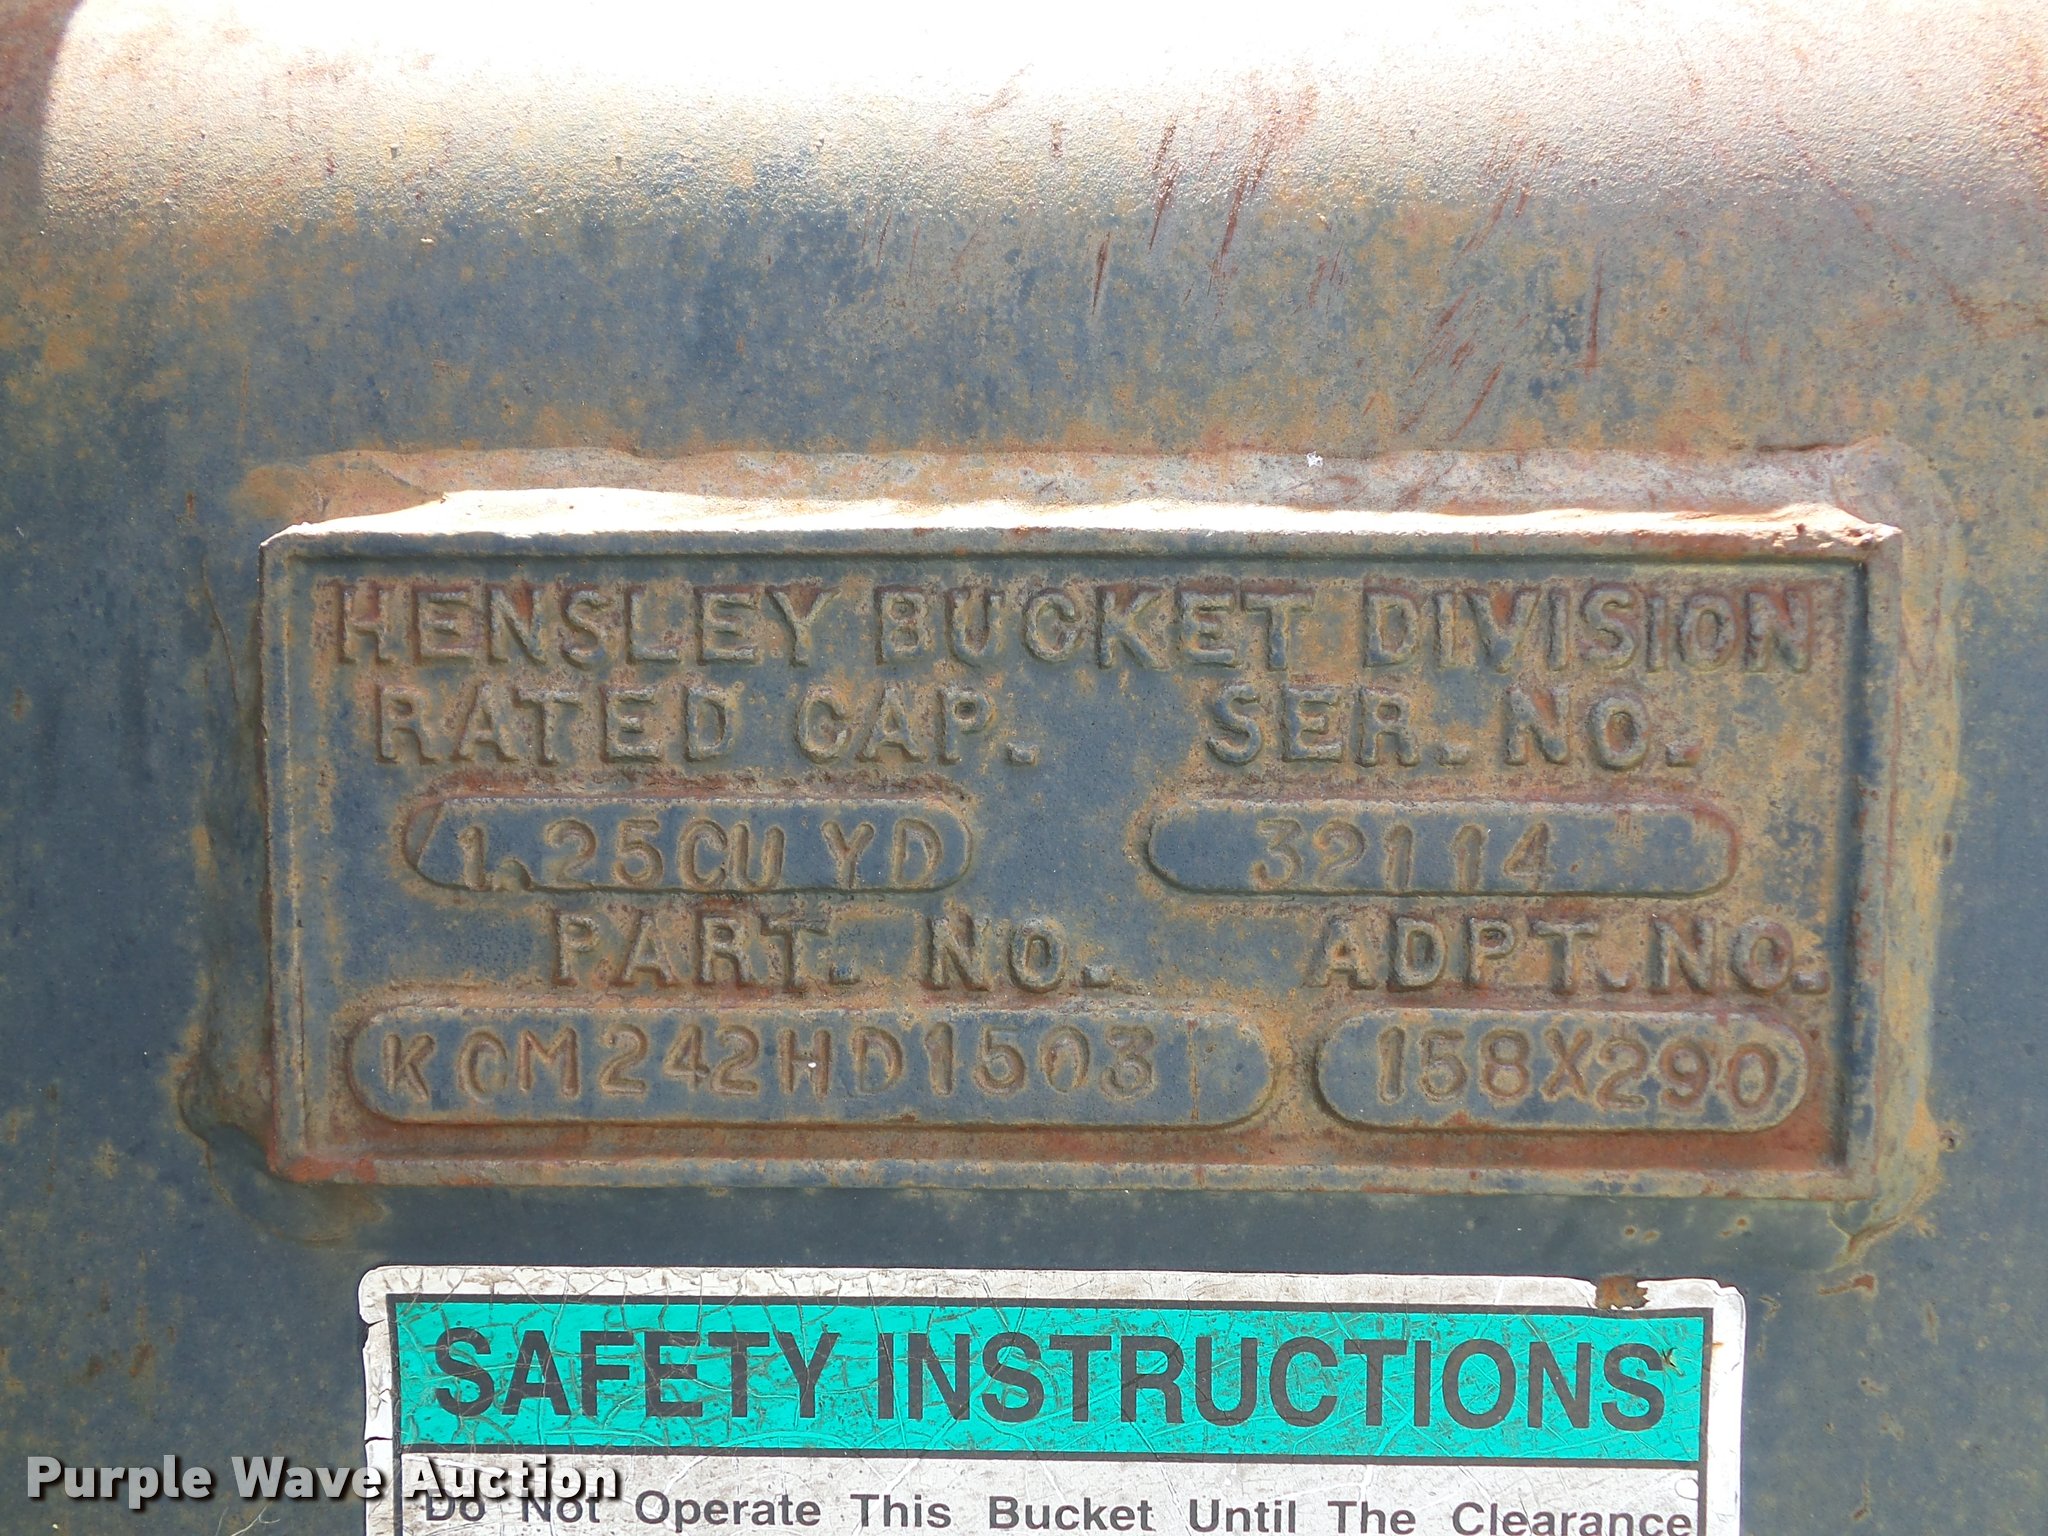 HENSLEY BUCKET DIVISION
RATED CAP. SER. NO.
1.25CU YD 32114
PART. NO. ADPT. NO.
KCM242HD1503 158X290
SAFETY INSTRUCTIONS
Do Not Operate This Bucket Until The Clearance
Purple Wave Auction